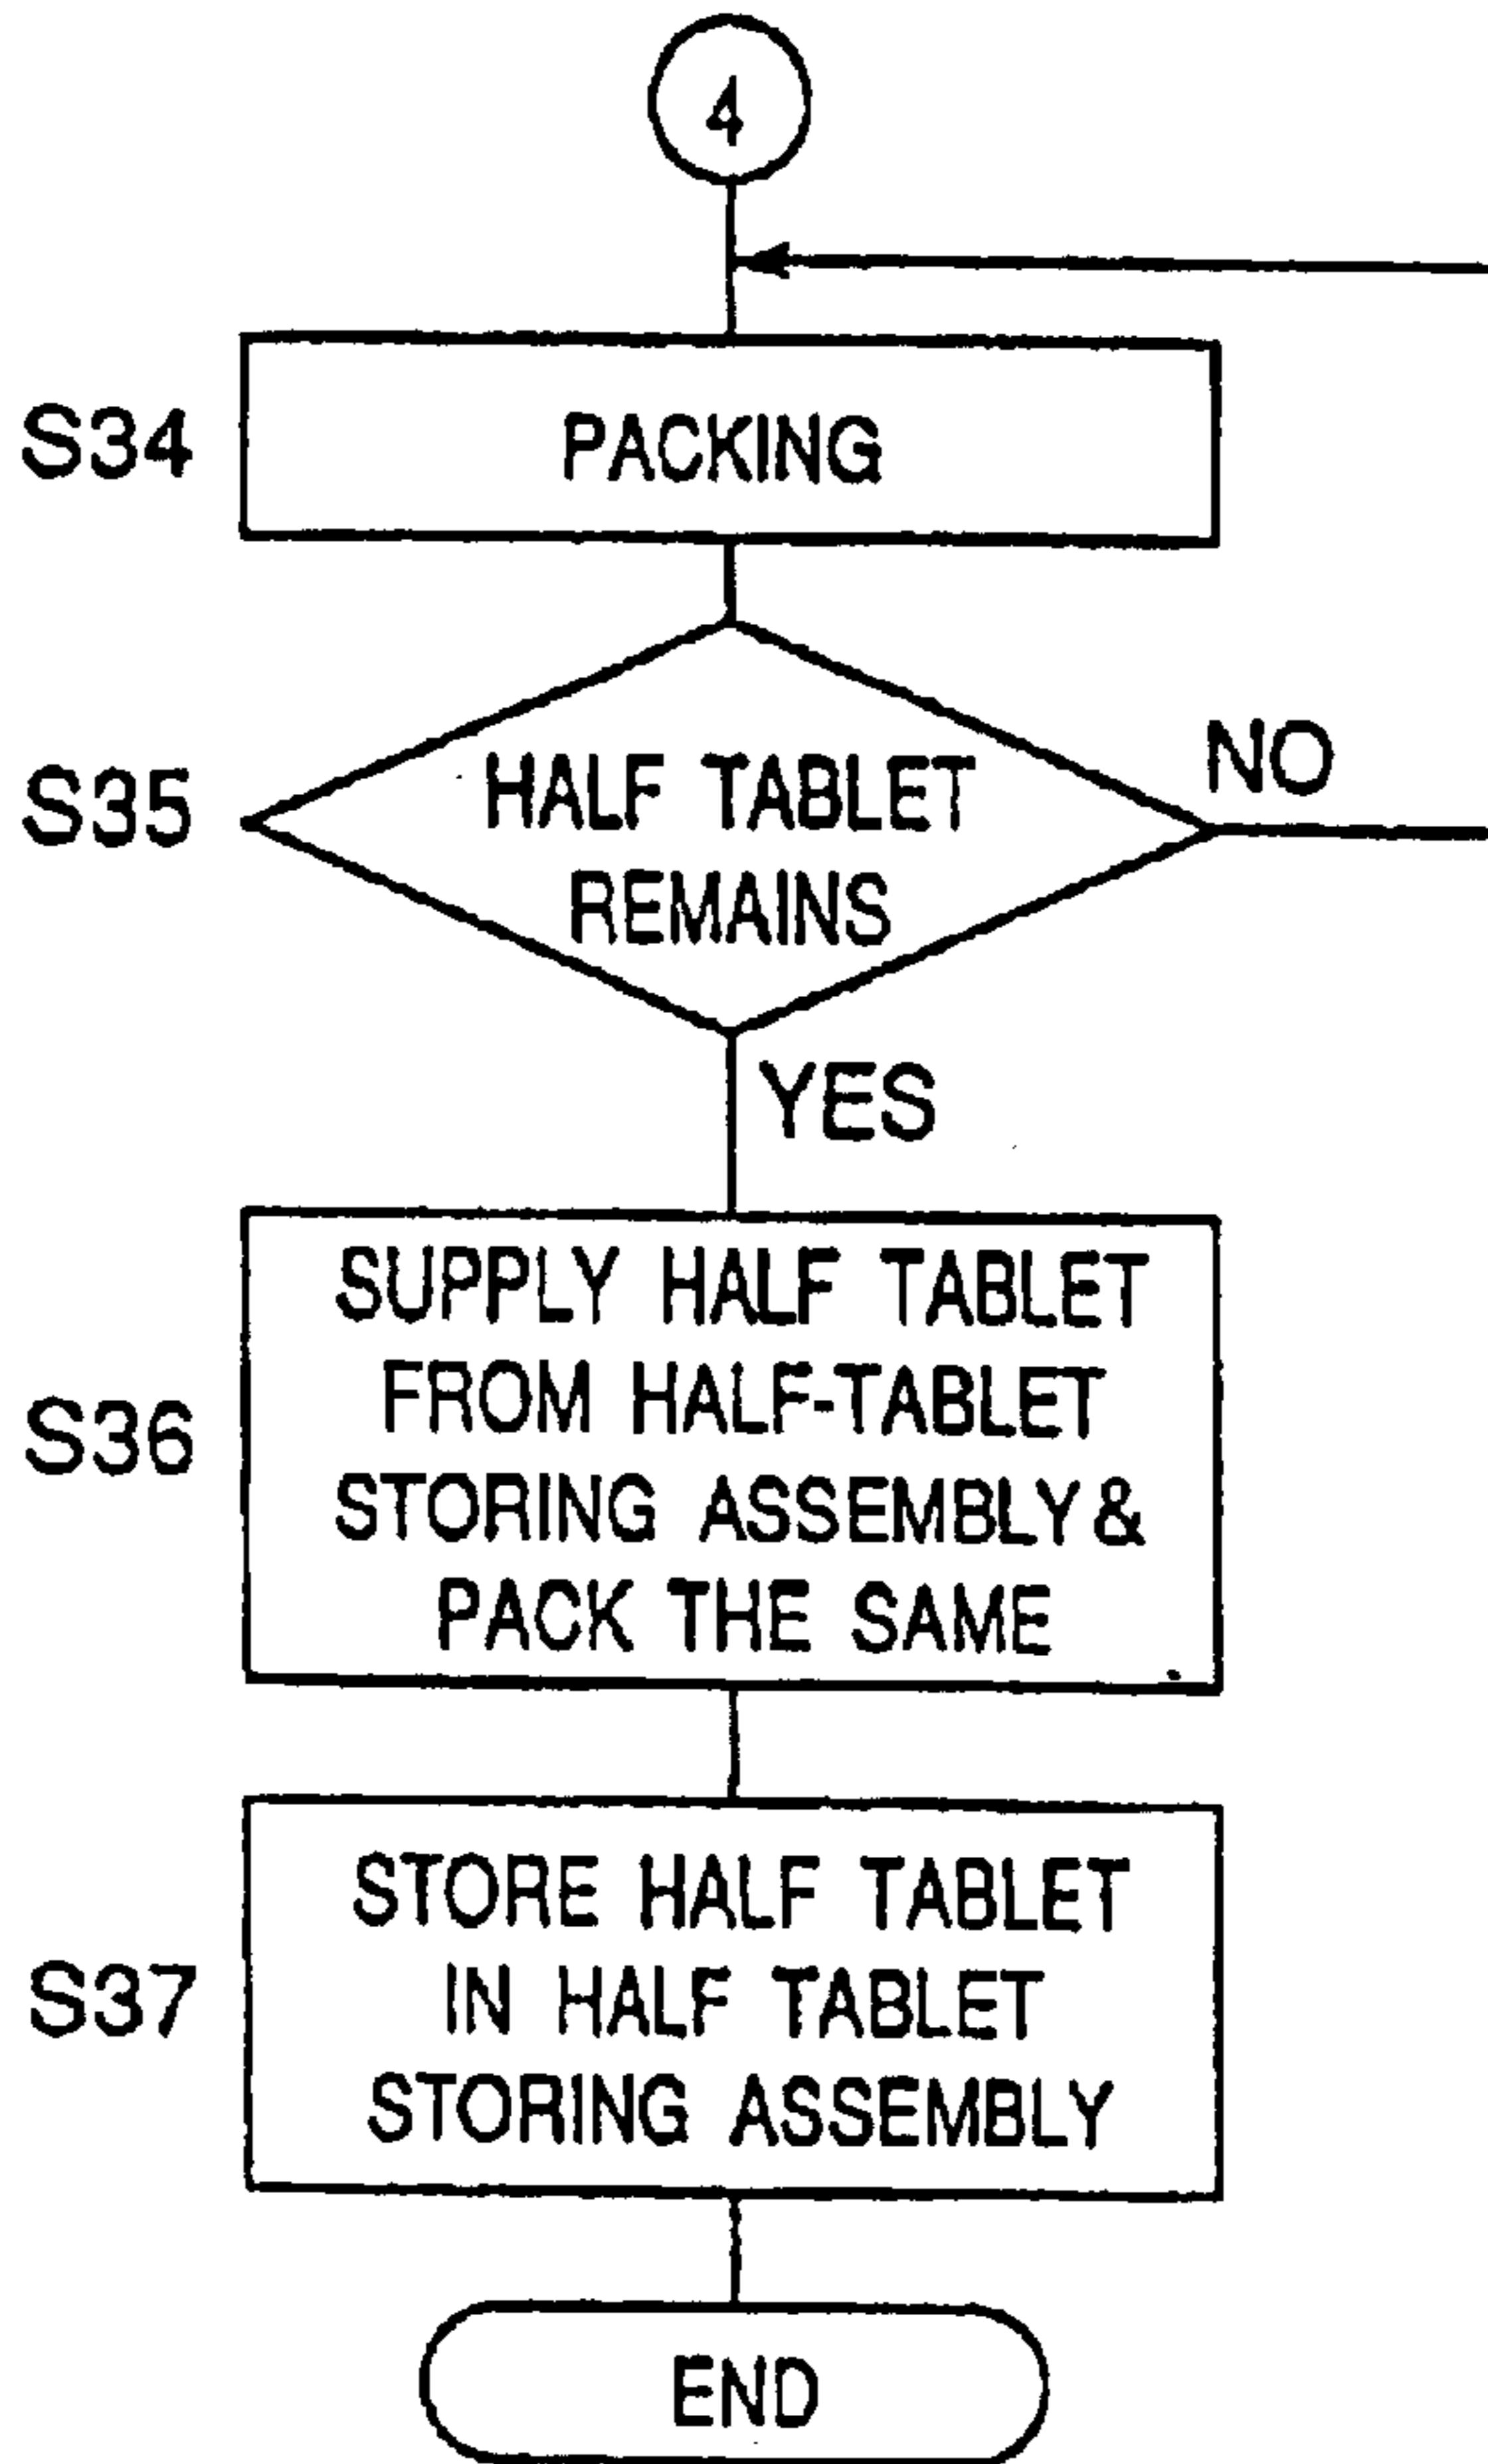 4
S34
PACKING
S35
HALF TABLET
REMAINS
NO
YES
S36
SUPPLY HALF TABLET
FROM HALF-TABLET
STORING ASSEMBLY&
PACK THE SAME
S37
STORE HALF TABLET
IN HALF TABLET
STORING ASSEMBLY
END